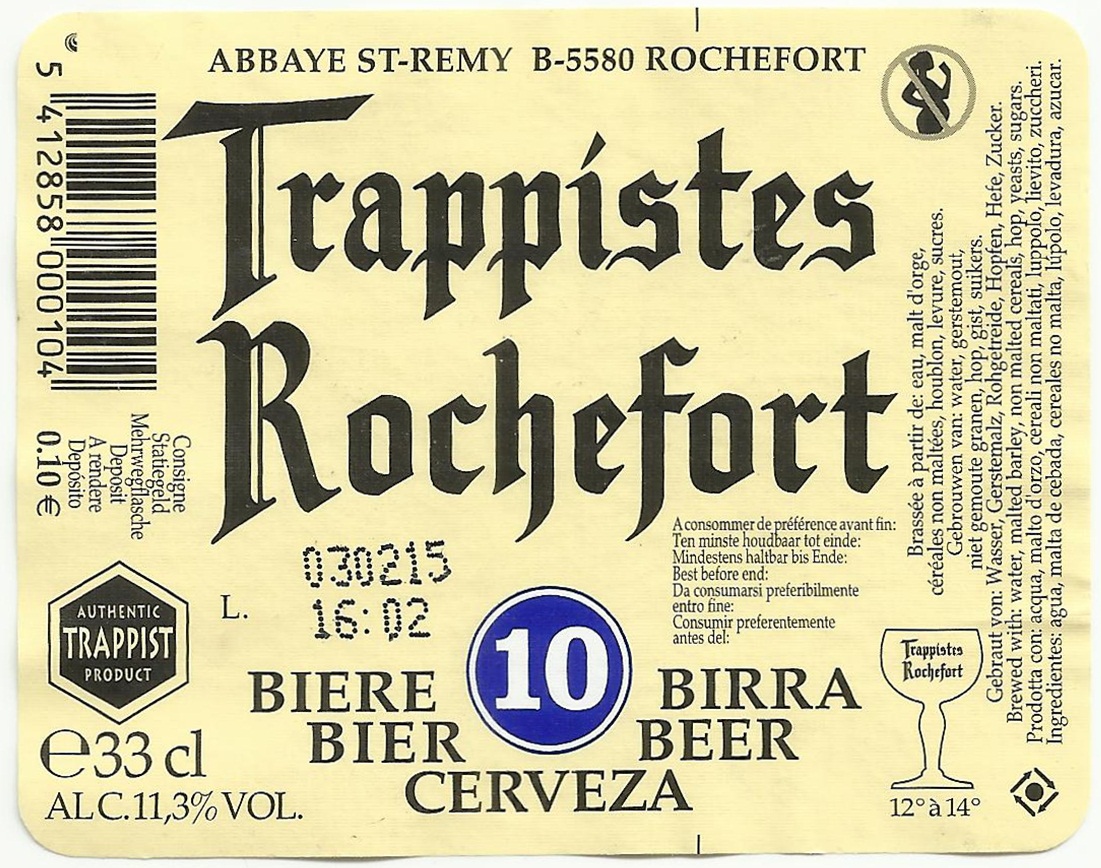 ABBAYE ST-REMY B-5580 ROCHEFORT
Trappistes
Rochefort
5 412858 000104
Consigne
Statiegeld
Mehrwegflasche
Deposit
A rendere
Deposito
0.10 €
AUTHENTIC
TRAPPIST
PRODUCT
e33 cl
ALC.11,3% VOL.
L.
030215
16:02
10
BIERE
BIRRA
BIER
BEER
CERVEZA
A consommer de préférence avant fin:
Ten minste houdbaar tot einde:
Mindestens haltbar bis Ende:
Best before end:
Da consumarsi preferibilmente
entro fine:
Consumir preferentemente
antes del:
Brassée à partir de: eau, malt d'orge,
céréales non maltées, houblon, levure, sucres.
Gebrouwen van: water, gerstemout,
niet gemoute granen, hop, gist, suikers.
Gebraut von: Wasser, Gerstemalz, Rohgetreide, Hopfen, Hefe, Zucker.
Brewed with: water, malted barley, non malted cereals, hop, yeasts, sugars.
Prodotta con: acqua, malto d'orzo, cereali non maltati, luppolo, lievito, zuccheri.
Ingredientes: agua, malta de cebada, cereales no malta, lupolo, levadura, azucar.
Trappistes
Rochefort
12° à 14°